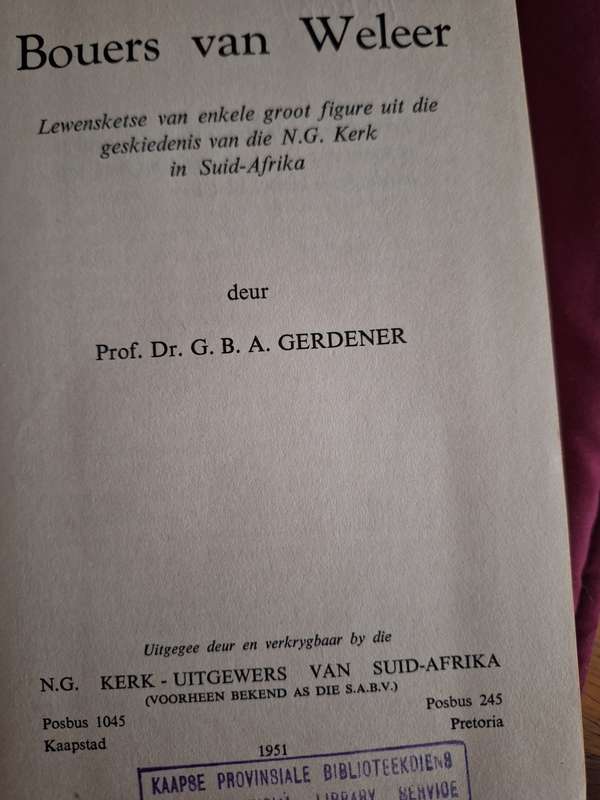 Bouers van Weleer
Lewensketse van enkele groot figure uit die
geskiedenis van die N.G. Kerk
in Suid-Afrika
deur
Prof. Dr. G. B. A. GERDENER
Uitgegee deur en verkrygbaar by die
N.G. KERK - UITGEWERS VAN SUID-AFRIKA
(VOORHEEN BEKEND AS DIE S.A.B.V.)
Posbus 1045
Posbus 245
Kaapstad
Pretoria
1951
KAAPSE PROVINSIALE BIBLIOTEEKDIENS
LIBRARY SERVICE